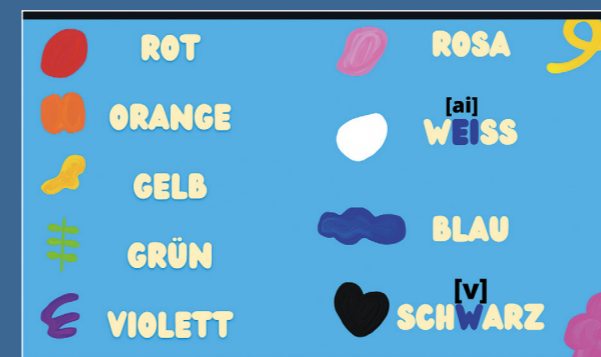 ROT
ORANGE
GELB
GRÜN
VIOLETT
ROSA
[ai]
WEISS
BLAU
[v]
SCHWARZ